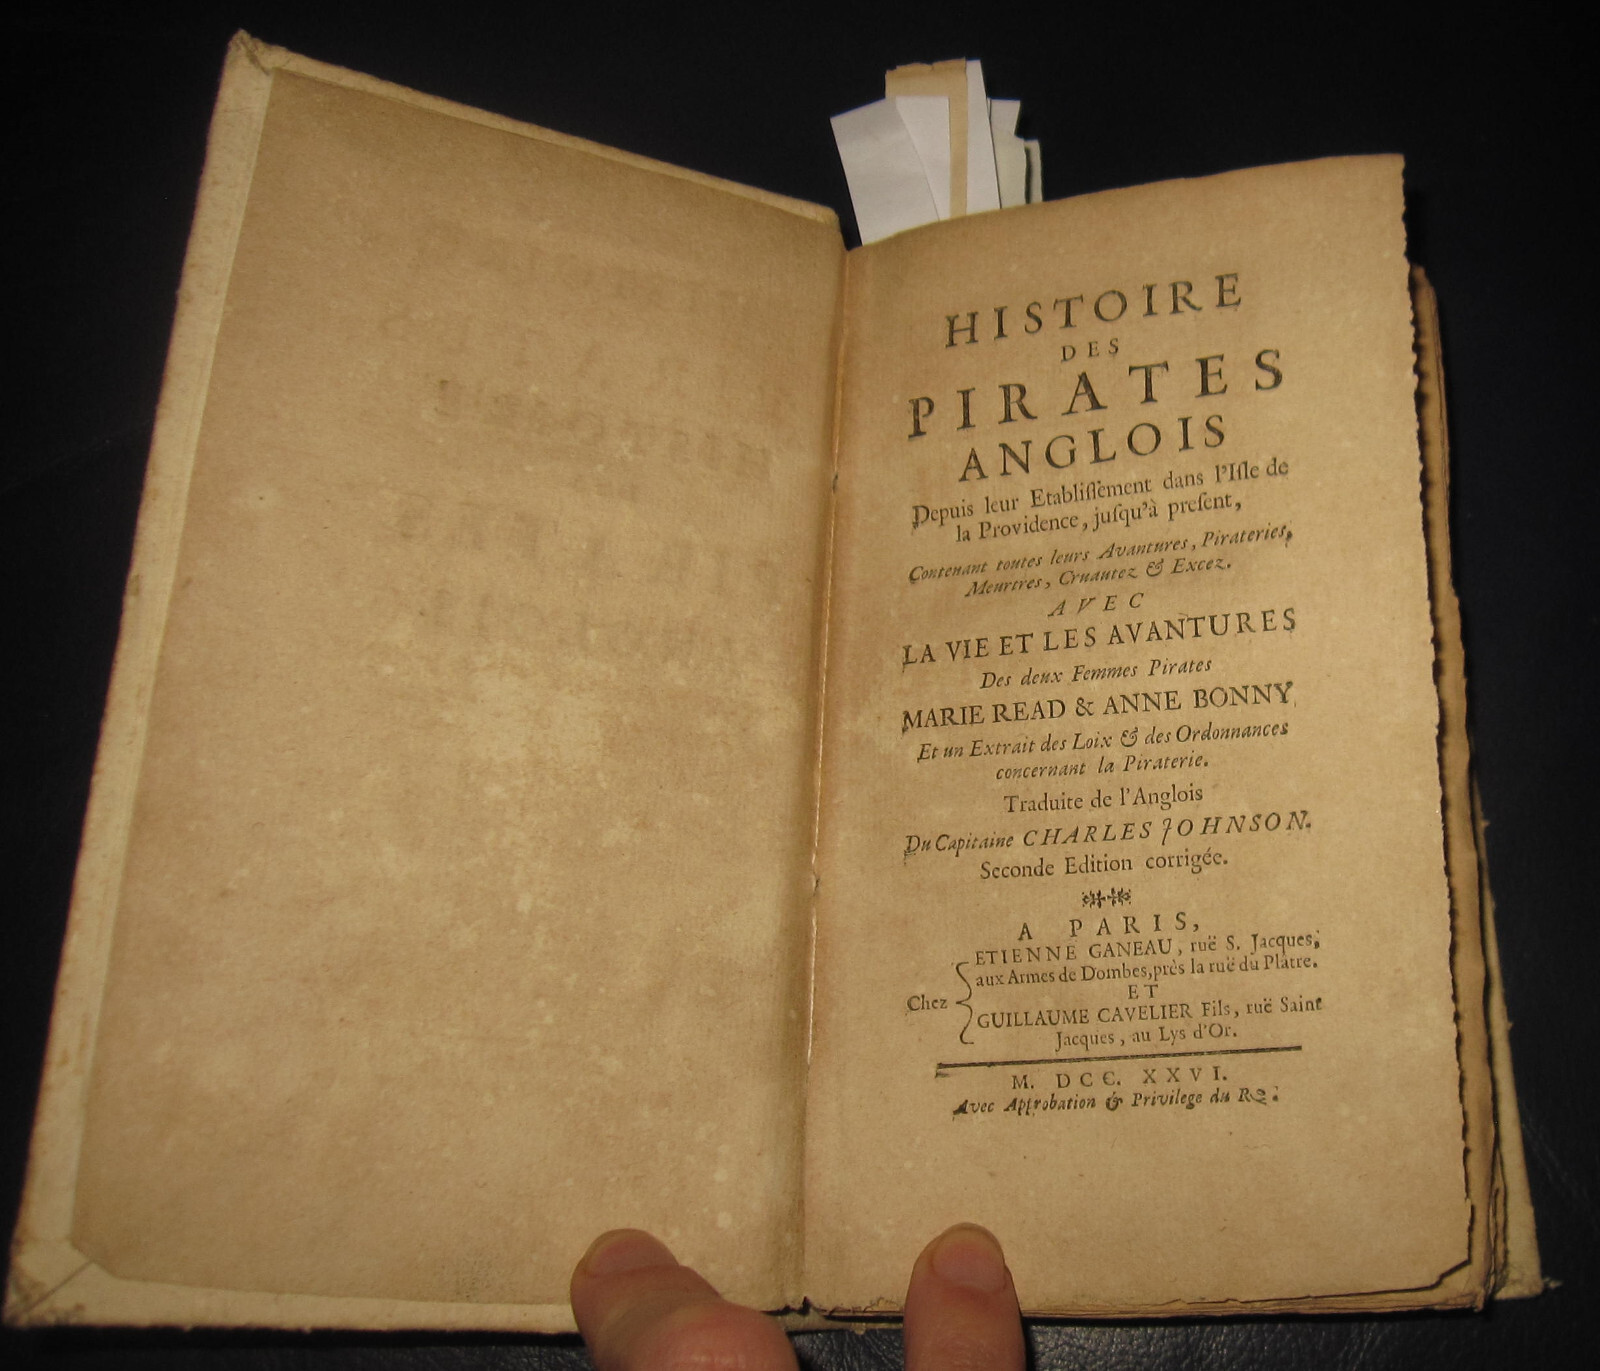 HISTOIRE
DES
PIRATES
ANGLOIS
Depuis leur Etabliſſement dans l'Iſle de
la Providence, juſqu'à preſent,
Contenant toutes leurs Avantures, Pirateries,
Meurtres, Cruautez & Excez.
AVEC
LA VIE ET LES AVANTURES
Des deux Femmes Pirates
MARIE READ & ANNE BONNY,
Et un Extrait des Loix & des Ordonnances
concernant la Piraterie.
Traduite de l'Anglois
Du Capitaine CHARLES JOHNSON.
Seconde Edition corrigée.
A PARIS,
ETIENNE GANEAU, ruë S. Jacques,
aux Armes de Dombes, près la ruë du Plâtre.
Chez ET
GUILLAUME CAVELIER Fils, ruë Saint
Jacques, au Lys d'Or.
M. DCC. XXVI.
Avec Approbation & Privilege du